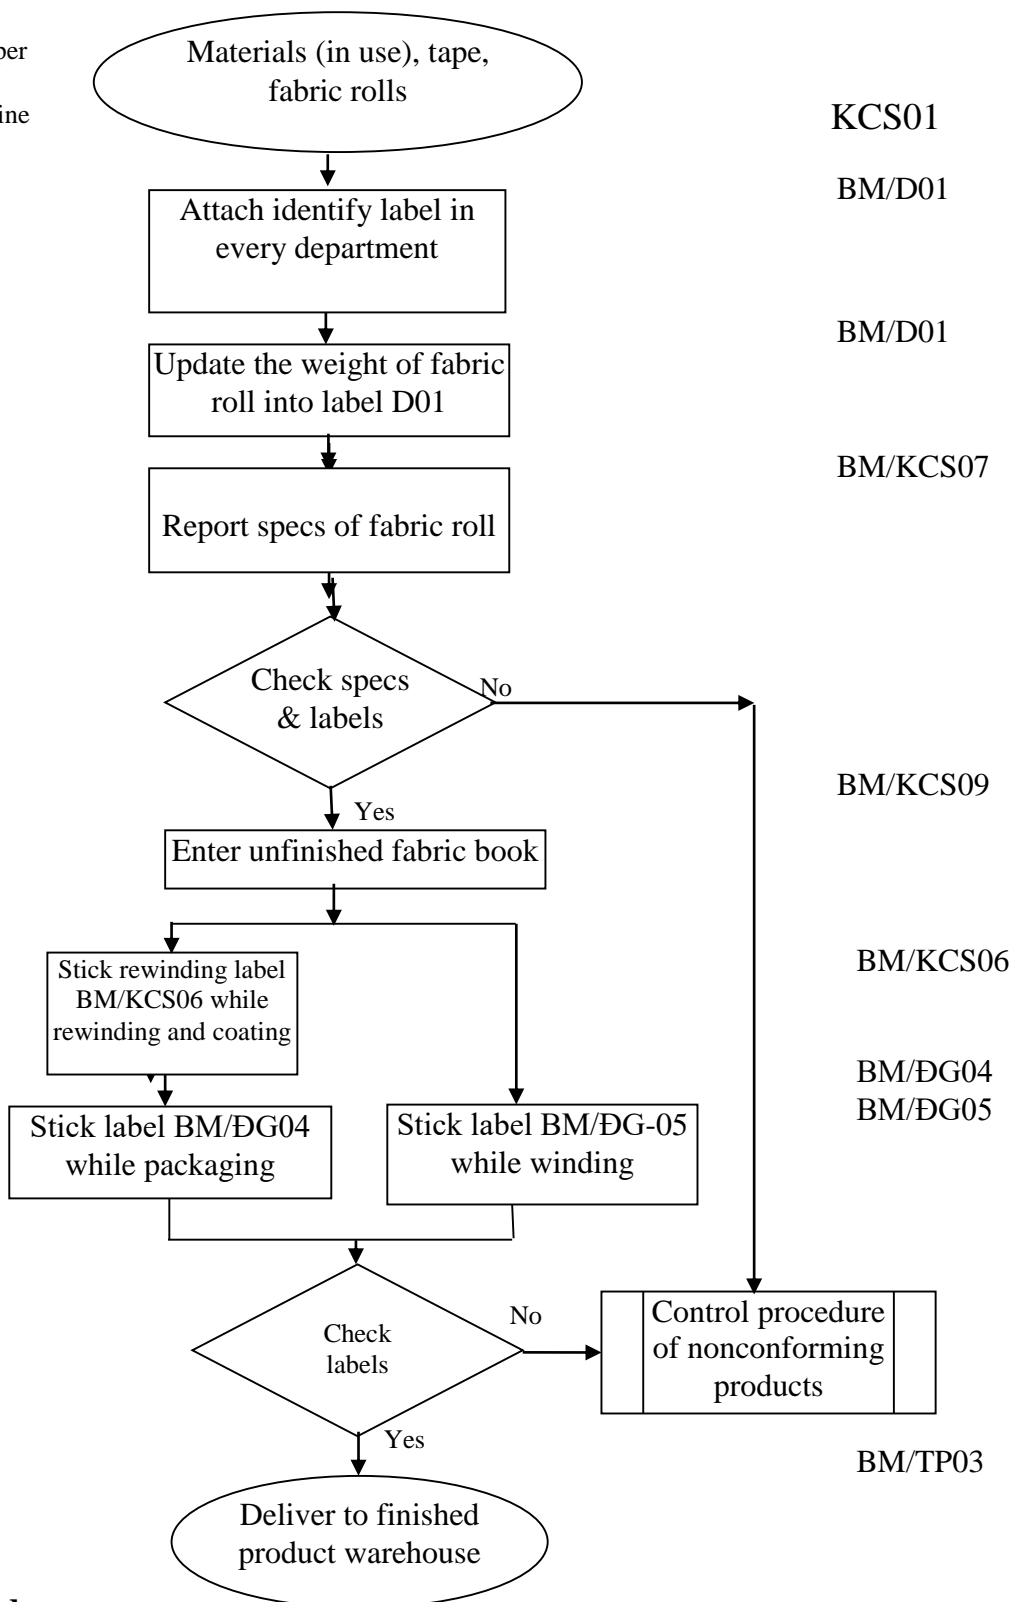 Materials (in use), tape,
fabric rolls
KCS01
BM/D01
Attach identify label in
every department
BM/D01
Update the weight of fabric
roll into label D01
BM/KCS07
Report specs of fabric roll
Check specs
& labels
No
BM/KCS09
Yes
Enter unfinished fabric book
Stick rewinding label
BM/KCS06 while
rewinding and coating
BM/KCS06
BM/ĐG04
BM/ĐG05
Stick label BM/ĐG04
while packaging
Stick label BM/ĐG-05
while winding
Check
labels
No
Control procedure
of nonconforming
products
Yes
BM/TP03
Deliver to finished
product warehouse